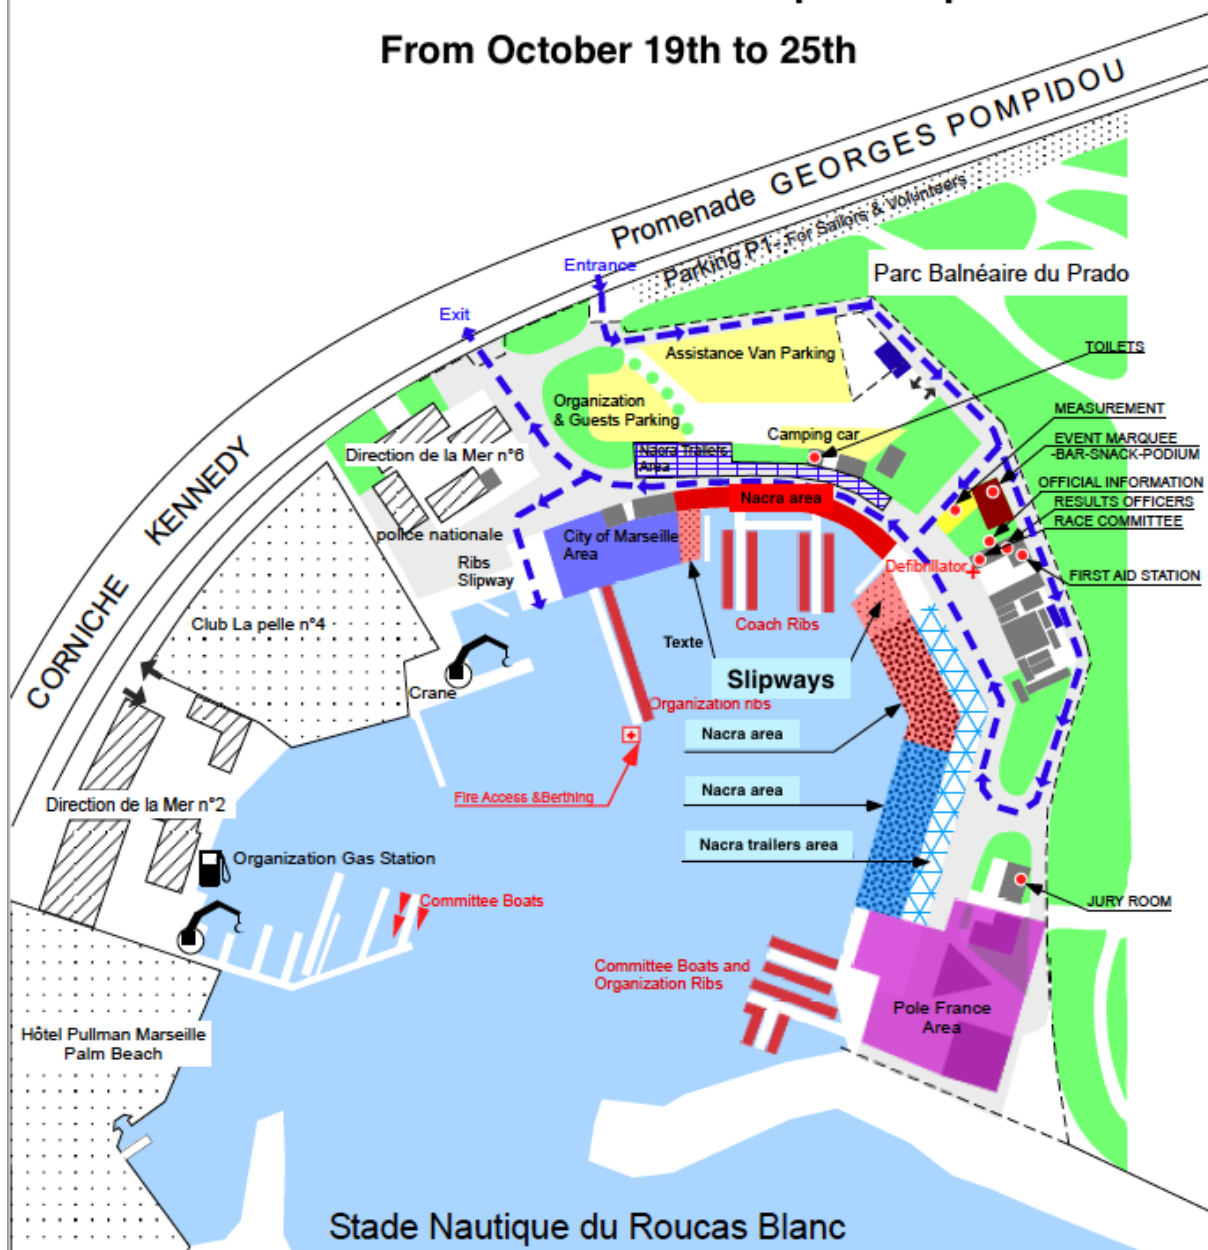 From October 19th to 25th
Promenade GEORGES POMPIDOU
Parking P1- For Sailors & Volunteers
Entrance
Parc Balnéaire du Prado
Exit
TOILETS
Assistance Van Parking
Organization
& Guests Parking
MEASUREMENT
Camping car
EVENT MARQUEE
-BAR-SNACK-PODIUM
Direction de la Mer n°6
Nacra Trailers
Area
KENNEDY
OFFICIAL INFORMATION
RESULTS OFFICERS
RACE COMMITTEE
Nacra area
police nationale
City of Marseille
Area
Ribs
Slipway
Defibrillator
FIRST AID STATION
CORNICHE
Club La pelle n°4
Coach Ribs
Texte
Slipways
Crane
Organization ribs
Nacra area
Nacra area
Fire Access &Berthing
Direction de la Mer n°2
Nacra trailers area
Organization Gas Station
Committee Boats
JURY ROOM
Committee Boats and
Organization Ribs
Pole France
Area
Hôtel Pullman Marseille
Palm Beach
Stade Nautique du Roucas Blanc